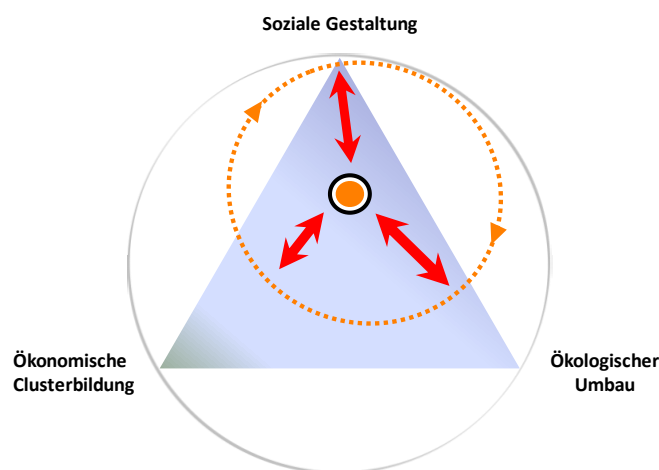 Soziale Gestaltung
Ökonomische
Clusterbildung
Ökologischer
Umbau